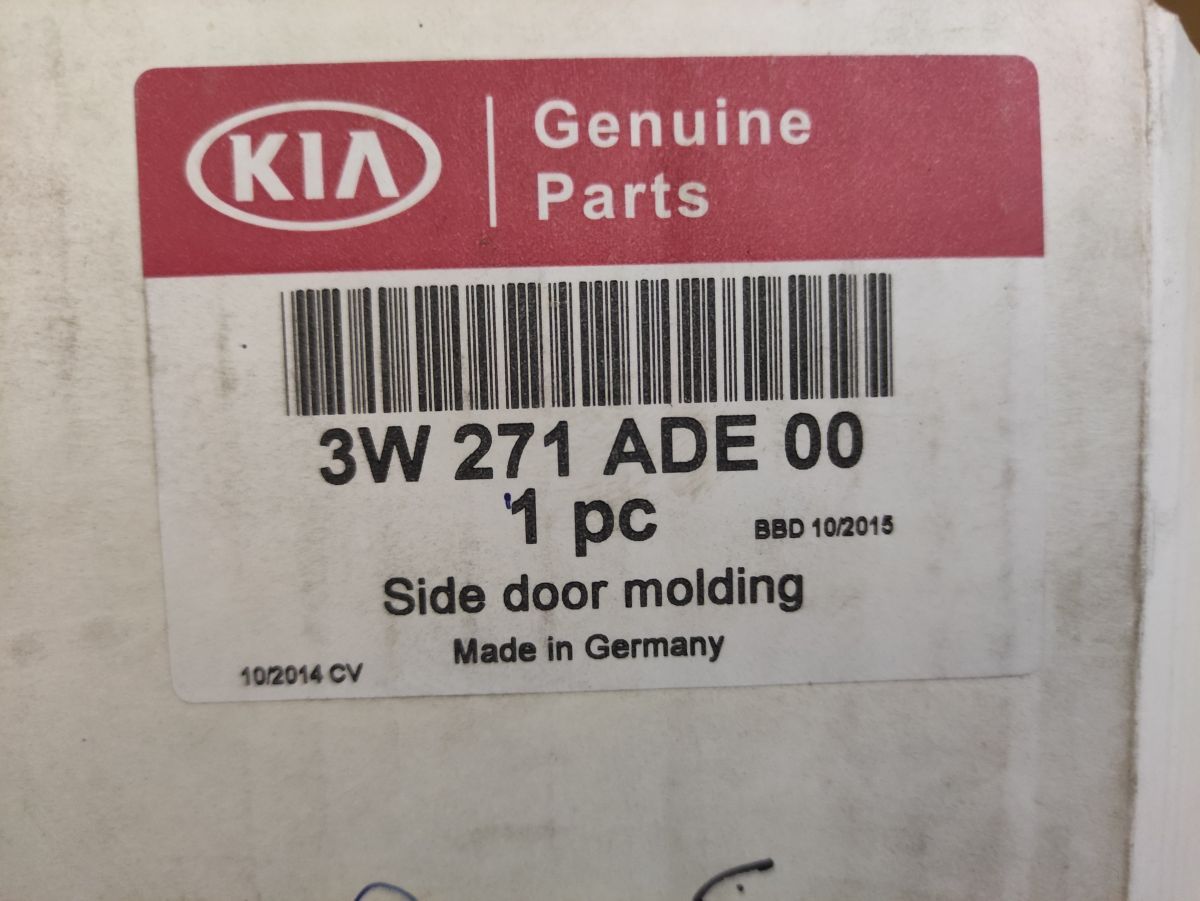 KIA
Genuine
Parts
3W 271 ADE 00
1 pc
BBD 10/2015
Side door molding
Made in Germany
10/2014 CV